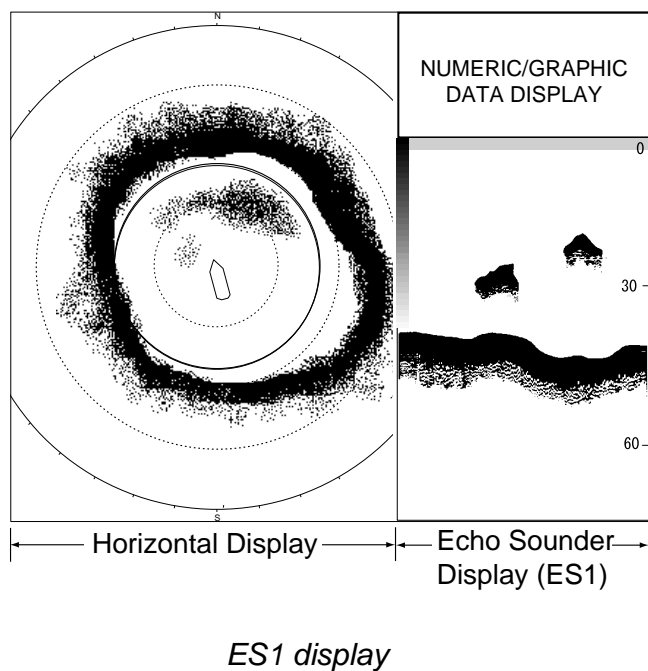 N
NUMERIC/GRAPHIC
DATA DISPLAY
0
30
60
S
Horizontal Display
Echo Sounder
Display (ES1)
ES1 display